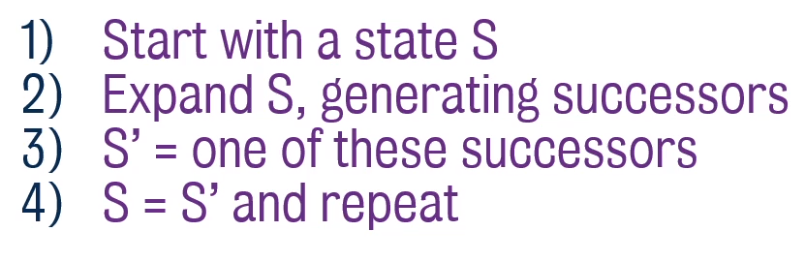 1) Start with a state S
2) Expand S, generating successors
3) S’ = one of these successors
4) S = S’ and repeat